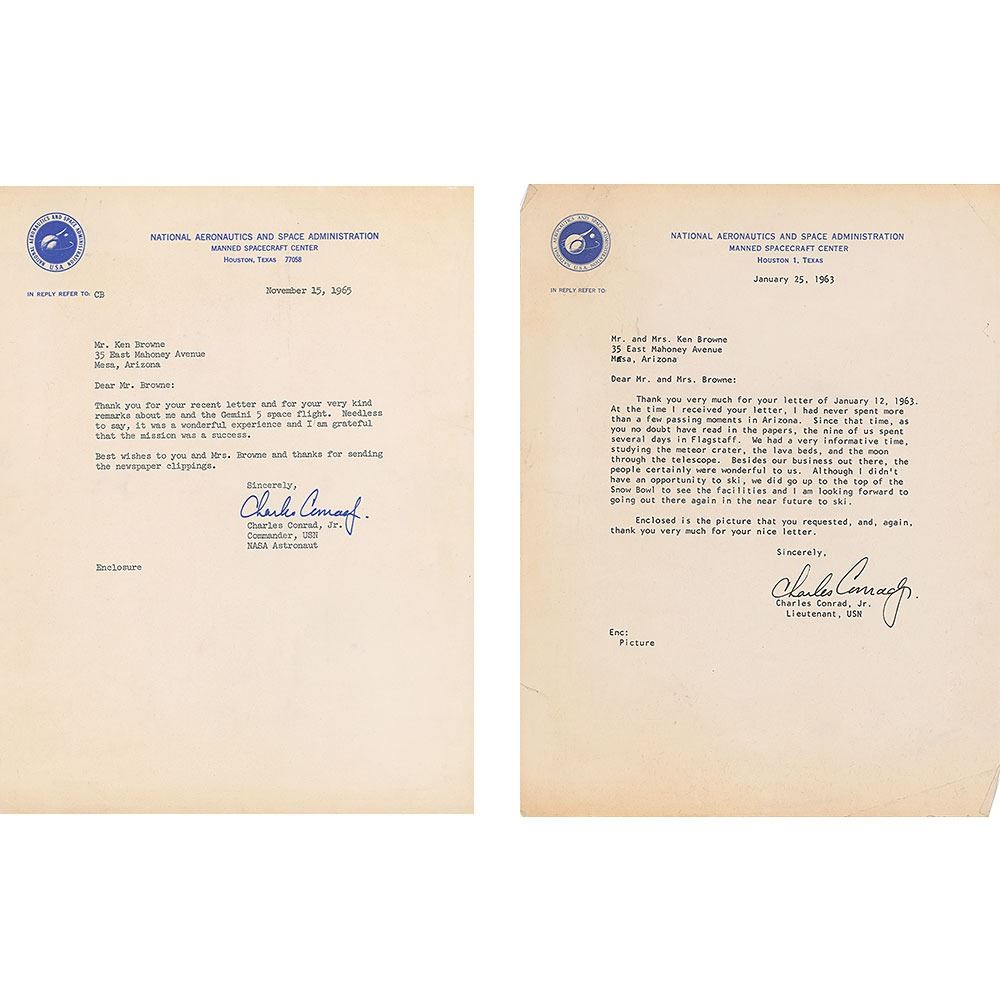 NATIONAL AERONAUTICS AND SPACE ADMINISTRATION
U.S.A.
NATIONAL AERONAUTICS AND SPACE ADMINISTRATION
MANNED SPACECRAFT CENTER
HOUSTON, TEXAS 77058
IN REPLY REFER TO: CB
November 15, 1965
Mr. Ken Browne
35 East Mahoney Avenue
Mesa, Arizona
Dear Mr. Browne:
Thank you for your recent letter and for your very kind
remarks about me and the Gemini 5 space flight. Needless
to say, it was a wonderful experience and I am grateful
that the mission was a success.
Best wishes to you and Mrs. Browne and thanks for sending
the newspaper clippings.
Sincerely,
Charles Conrad Jr.
Charles Conrad, Jr.
Commander, USN
NASA Astronaut
Enclosure
NATIONAL AERONAUTICS AND SPACE ADMINISTRATION
U.S.A.
NATIONAL AERONAUTICS AND SPACE ADMINISTRATION
MANNED SPACECRAFT CENTER
HOUSTON 1, TEXAS
IN REPLY REFER TO:
January 25, 1963
Mr. and Mrs. Ken Browne
35 East Mahoney Avenue
Mesa, Arizona
Dear Mr. and Mrs. Browne:
Thank you very much for your letter of January 12, 1963.
At the time I received your letter, I had never spent more
than a few passing moments in Arizona. Since that time, as
you no doubt have read in the papers, the nine of us spent
several days in Flagstaff. We had a very informative time,
studying the meteor crater, the lava beds, and the moon
through the telescope. Besides our business out there, the
people certainly were wonderful to us. Although I didn't
have an opportunity to ski, we did go up to the top of the
Snow Bowl to see the facilities and I am looking forward to
going out there again in the near future to ski.
Enclosed is the picture that you requested, and, again,
thank you very much for your nice letter.
Sincerely,
Charles Conrad Jr.
Charles Conrad, Jr.
Lieutenant, USN
Enc:
Picture